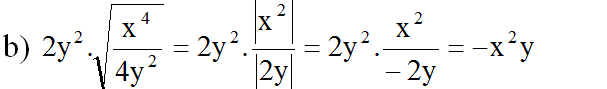 b) 2y².√(x⁴/4y²) = 2y².|x²|/|2y| = 2y².x²/-2y = -x²y